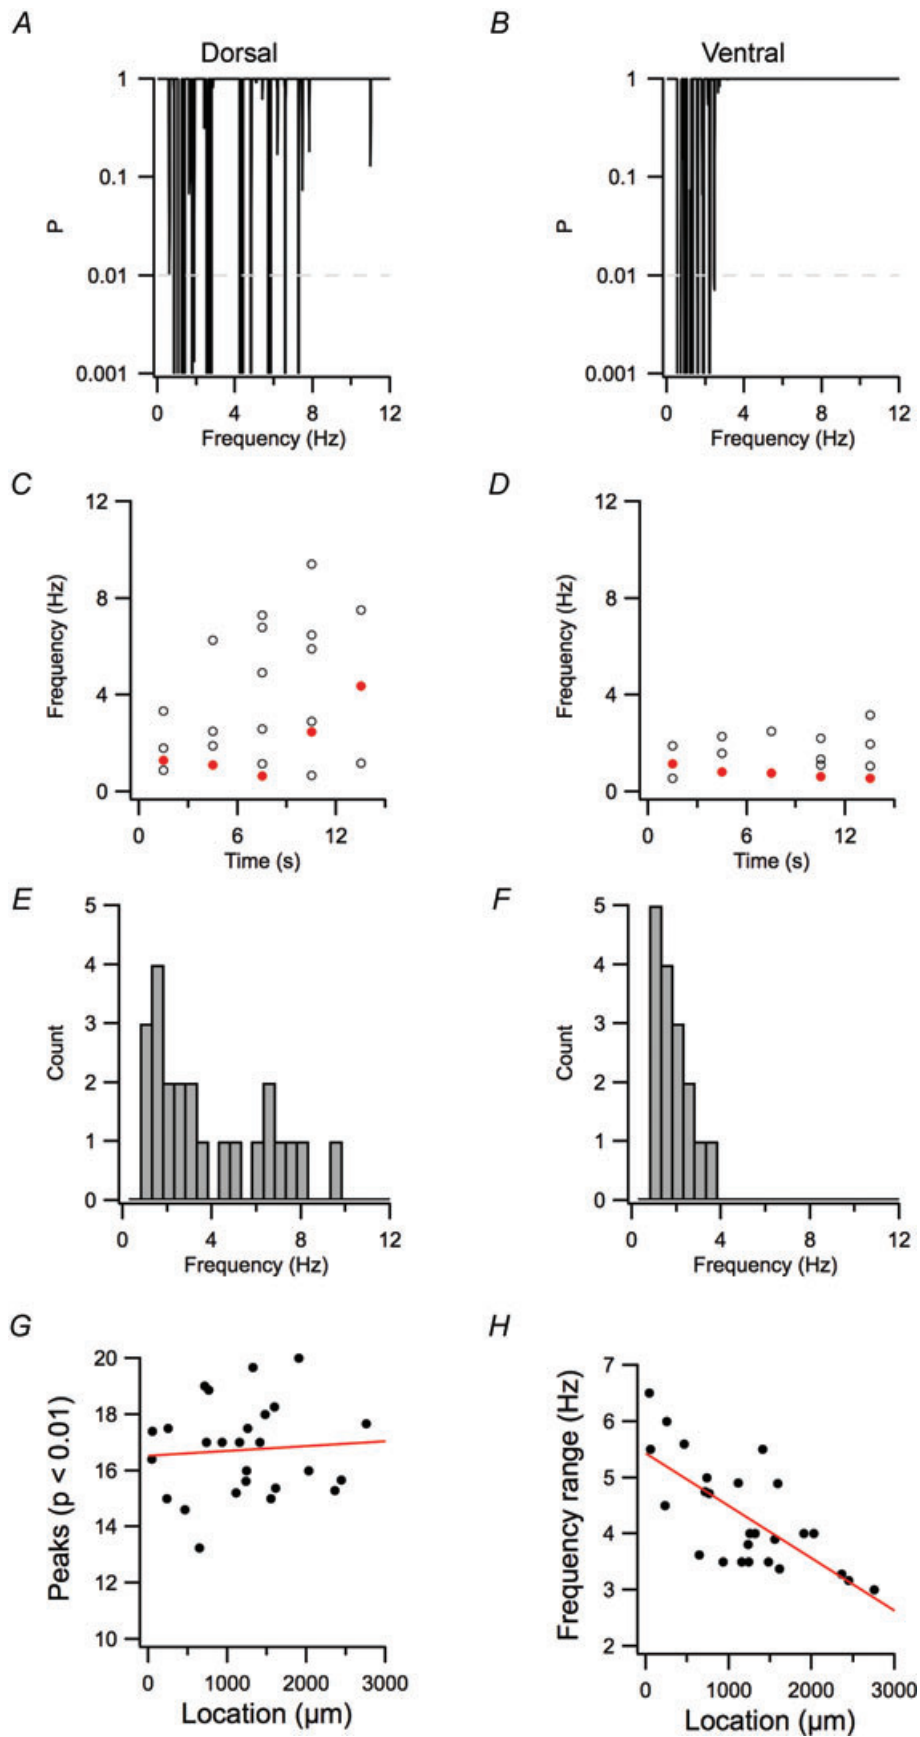 A
B
Dorsal
Ventral
1
0.1
0.01
0.001
P
0 4 8 12
Frequency (Hz)
1
0.1
0.01
0.001
P
0 4 8 12
Frequency (Hz)
C
D
12
8
4
0
Frequency (Hz)
0 6 12
Time (s)
12
8
4
0
Frequency (Hz)
0 6 12
Time (s)
E
F
5
4
3
2
1
0
Count
0 4 8 12
Frequency (Hz)
5
4
3
2
1
0
Count
0 4 8 12
Frequency (Hz)
G
H
20
18
16
14
12
10
Peaks (p < 0.01)
0 1000 2000 3000
Location (µm)
7
6
5
4
3
2
Frequency range (Hz)
0 1000 2000 3000
Location (µm)